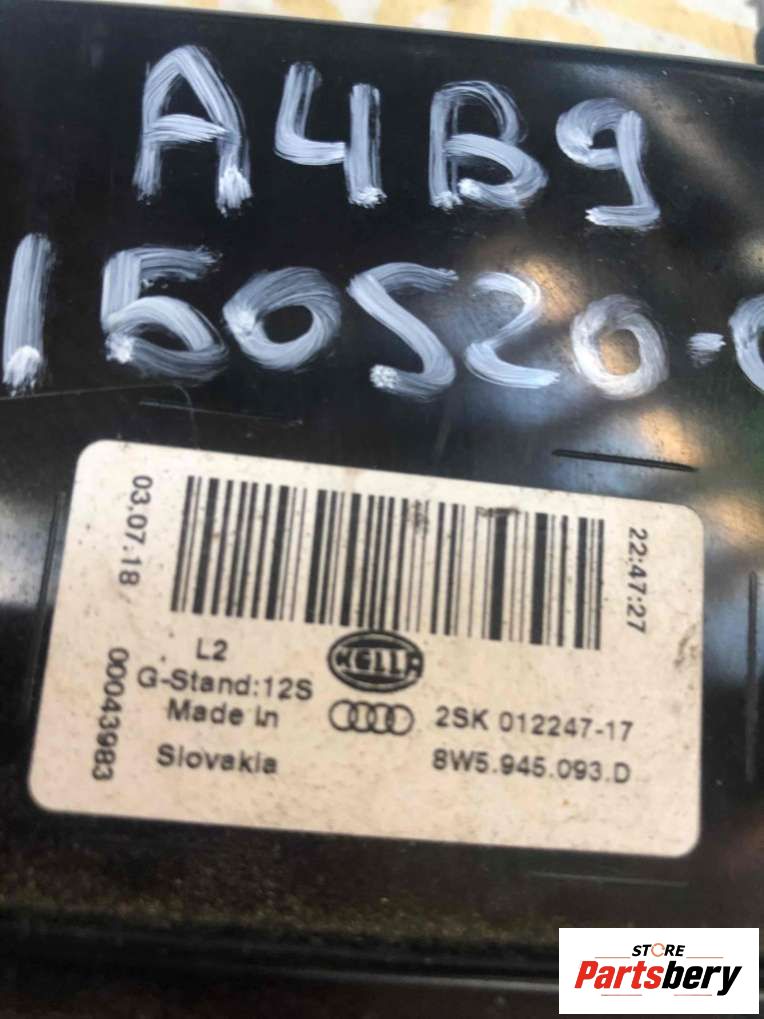 A4B9
150520-0
03.07.18
22:47:27
L2
HELLA
G-Stand:12S
Made in
2SK 012247-17
Slovakia
8W5.945.093.D
00043983
STORE
Partsbery